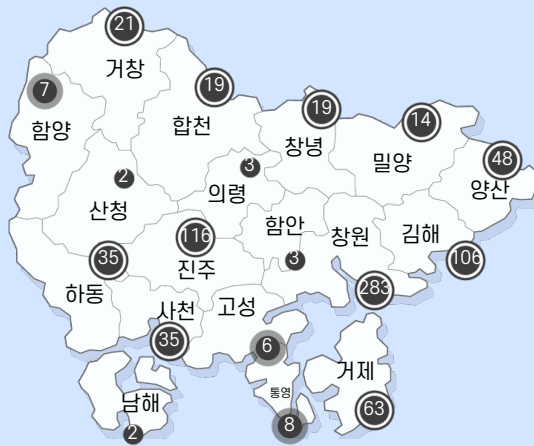 21
거창
7
19
19
14
함양
합천
창녕
밀양
48
양산
2
3
의령
산청
함안
창원
김해
116
35
진주
3
106
하동
283
사천
고성
35
6
거제
통영
남해
63
8
2